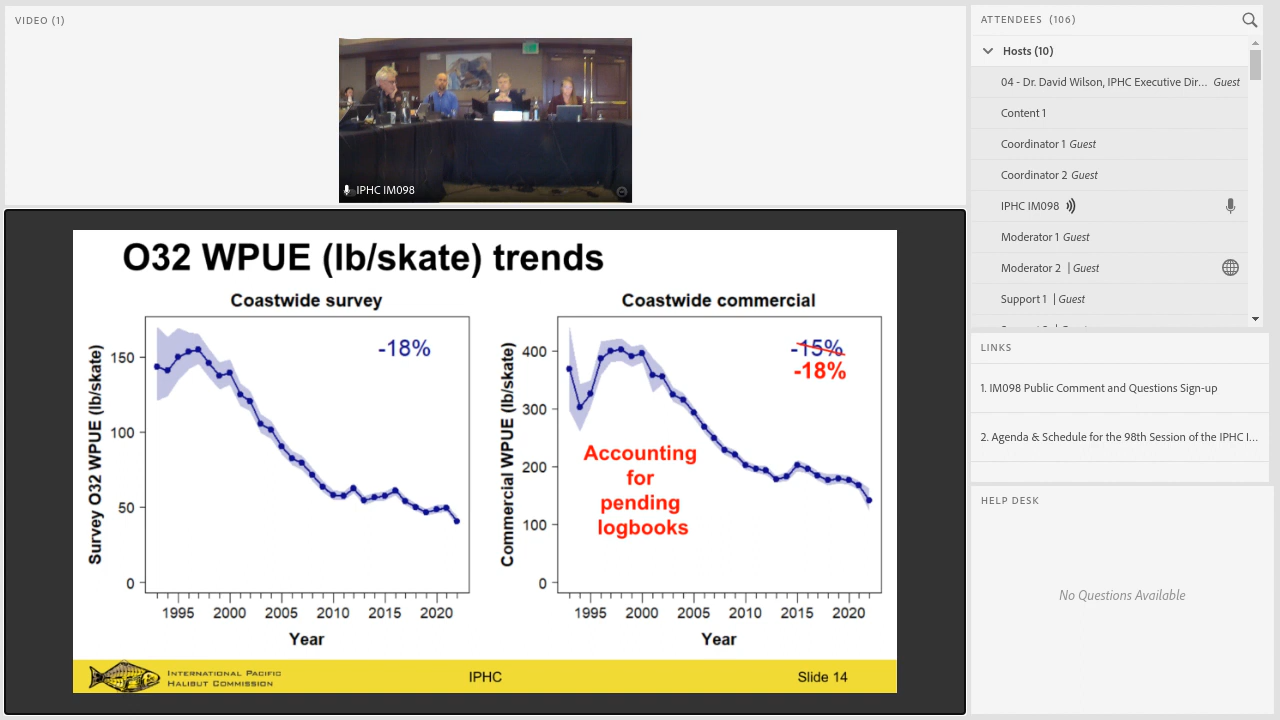 VIDEO (1)
IPHC IM098
O32 WPUE (lb/skate) trends
Coastwide survey
-18%
Survey O32 WPUE (lb/skate)
150
100
50
0
1995 2000 2005 2010 2015 2020
Year
Coastwide commercial
-15%
-18%
Accounting
for
pending
logbooks
Commercial WPUE (lb/skate)
400
300
200
100
0
1995 2000 2005 2010 2015 2020
Year
INTERNATIONAL PACIFIC
HALIBUT COMMISSION
IPHC
Slide 14
ATTENDEES (106)
Hosts (10)
04 - Dr. David Wilson, IPHC Executive Dir... Guest
Content 1
Coordinator 1 Guest
Coordinator 2 Guest
IPHC IM098
Moderator 1 Guest
Moderator 2 | Guest
Support 1 | Guest
LINKS
1. IM098 Public Comment and Questions Sign-up
2. Agenda & Schedule for the 98th Session of the IPHC I...
HELP DESK
No Questions Available